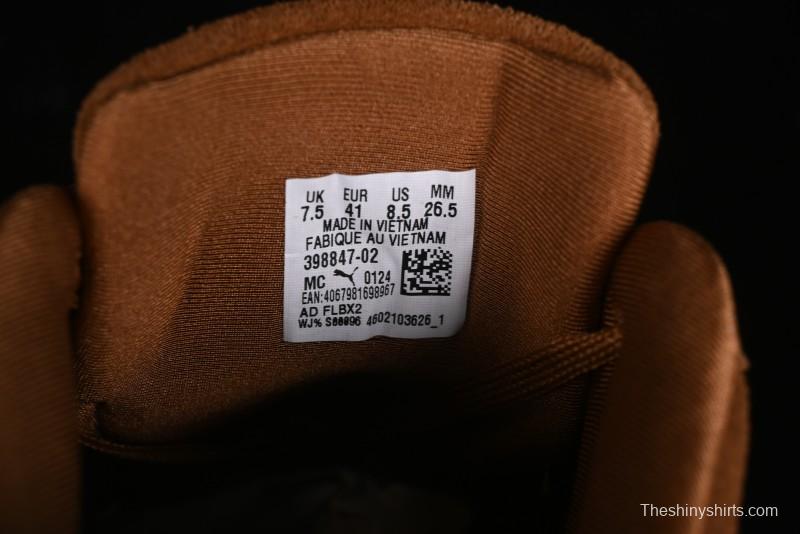 UK EUR US MM
7.5 41 8.5 26.5
MADE IN VIETNAM
FABIQUE AU VIETNAM
398847-02
MC 0124
EAN:4067981698967
AD FLBX2
WJ% 4602103626_1
Theshinyshirts.com